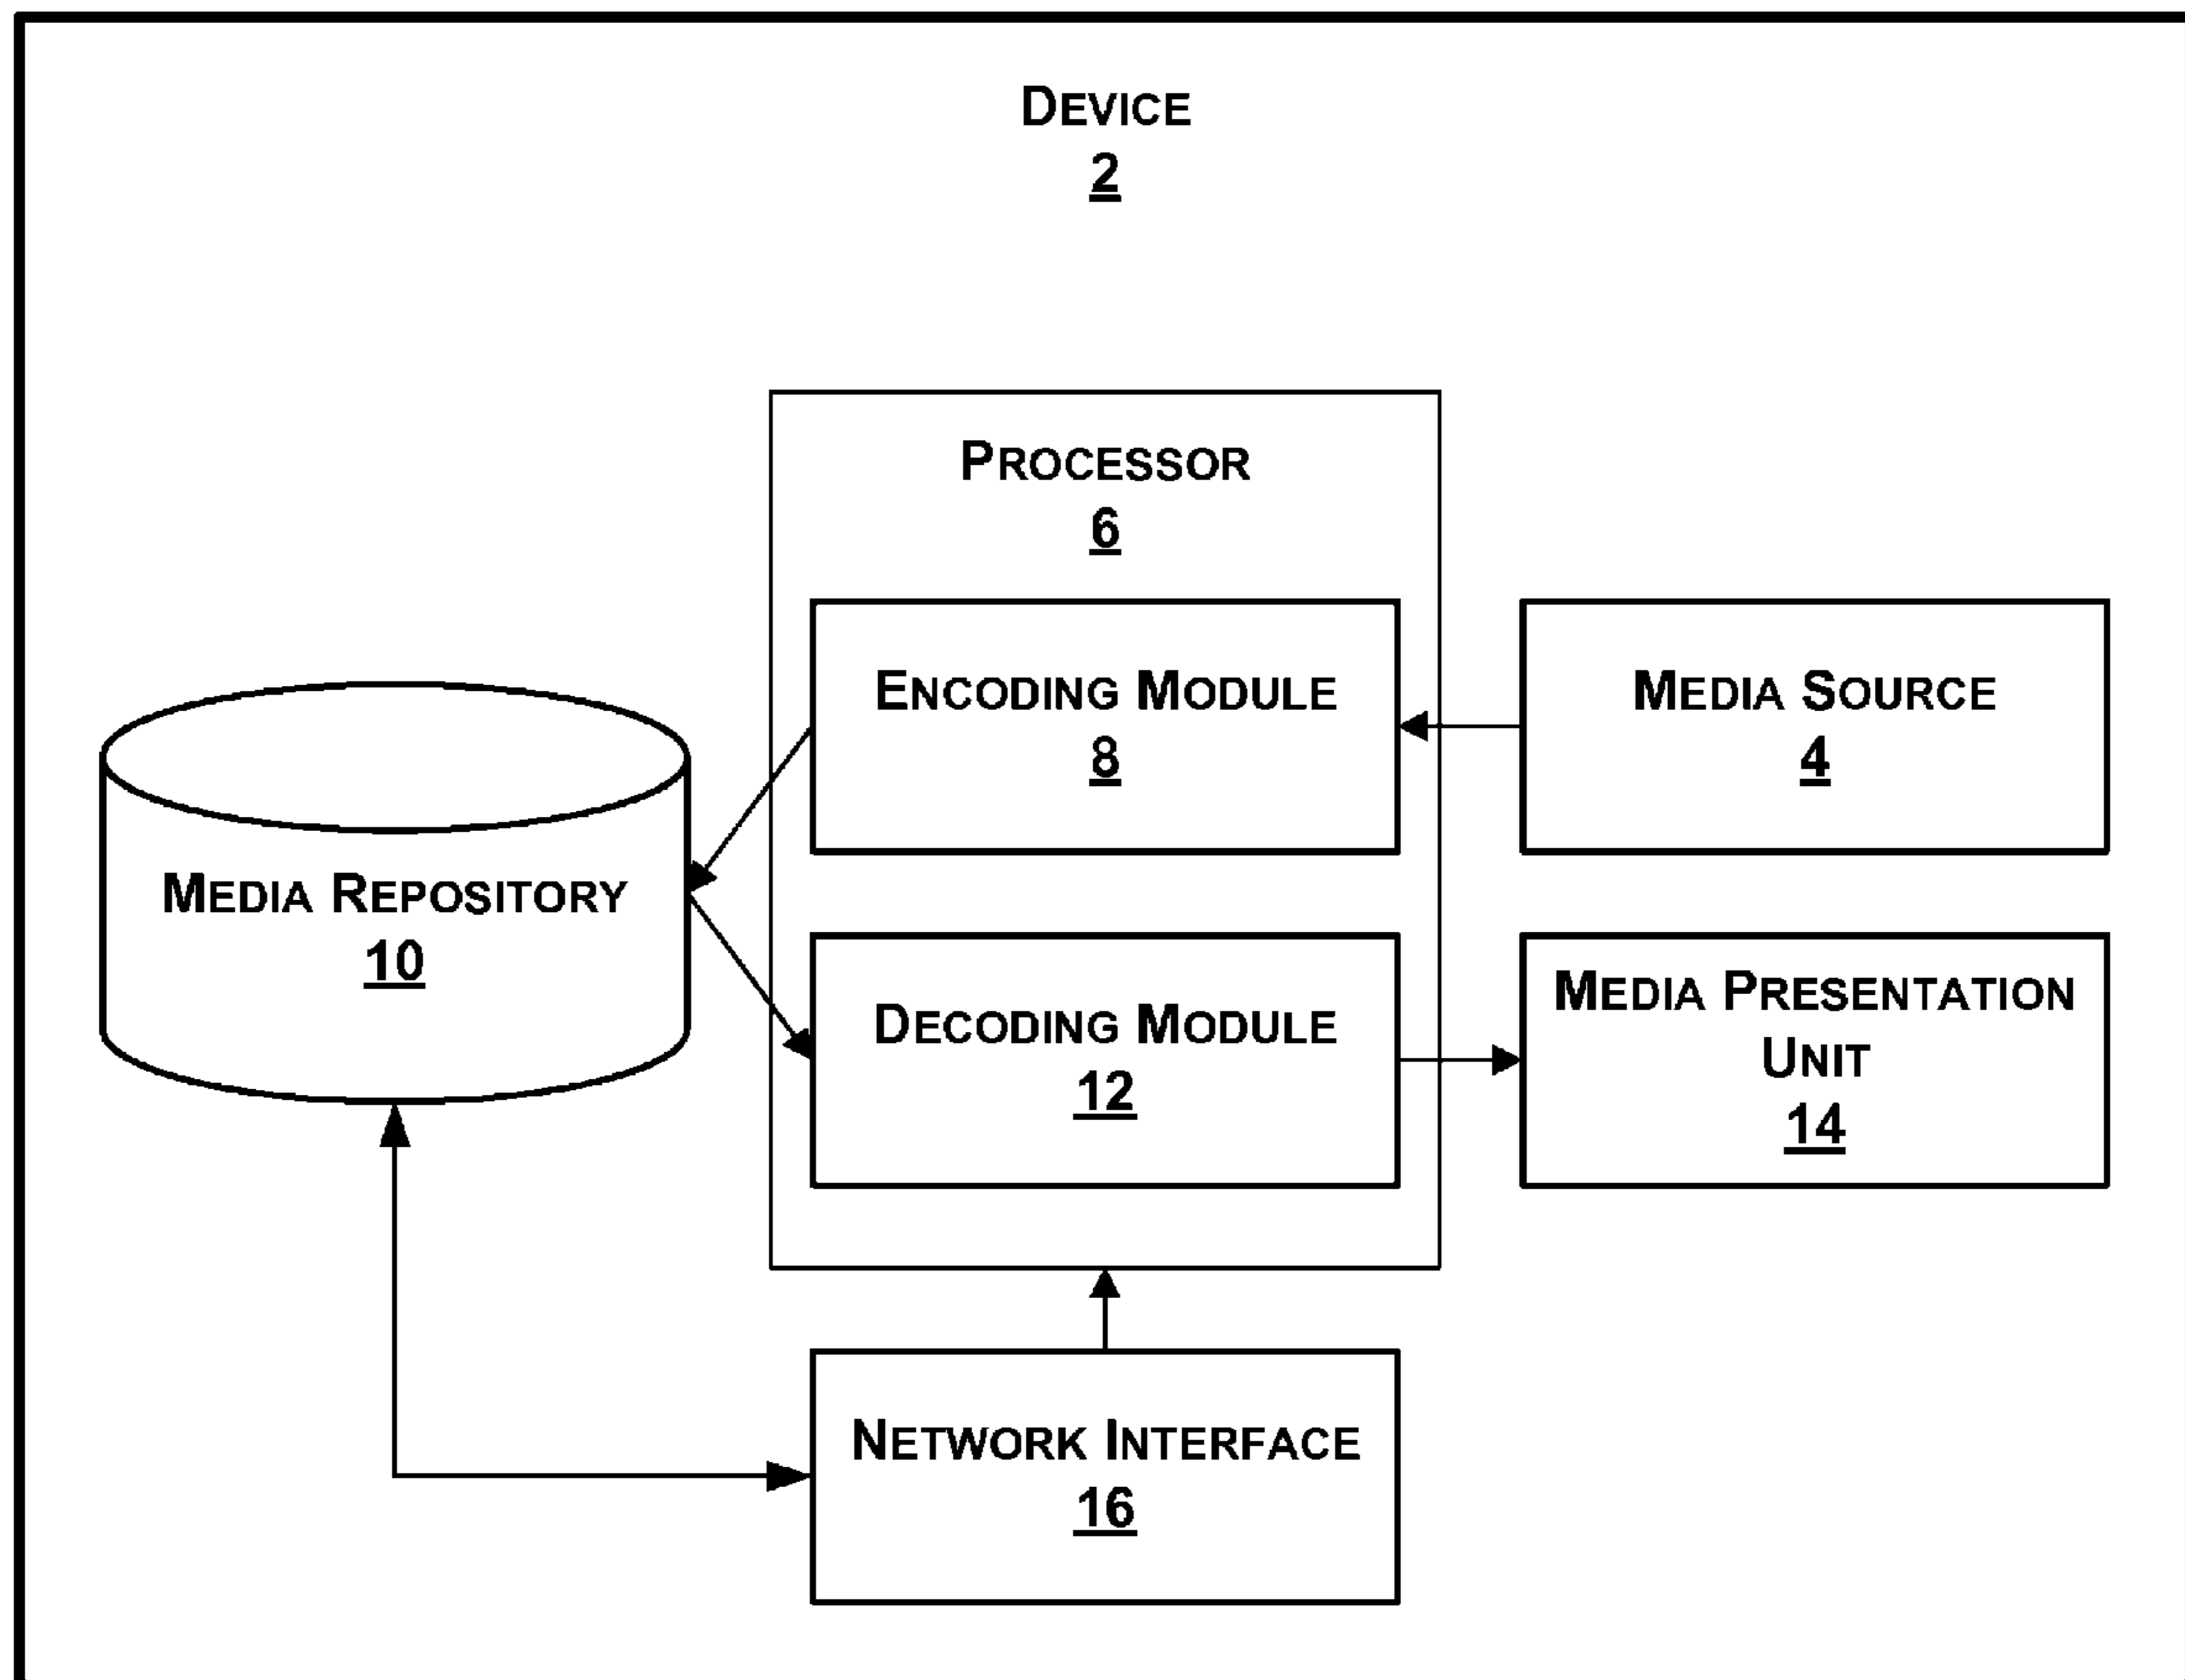 DEVICE
2
PROCESSOR
6
ENCODING MODULE
8
MEDIA SOURCE
4
MEDIA REPOSITORY
10
DECODING MODULE
12
MEDIA PRESENTATION
UNIT
14
NETWORK INTERFACE
16